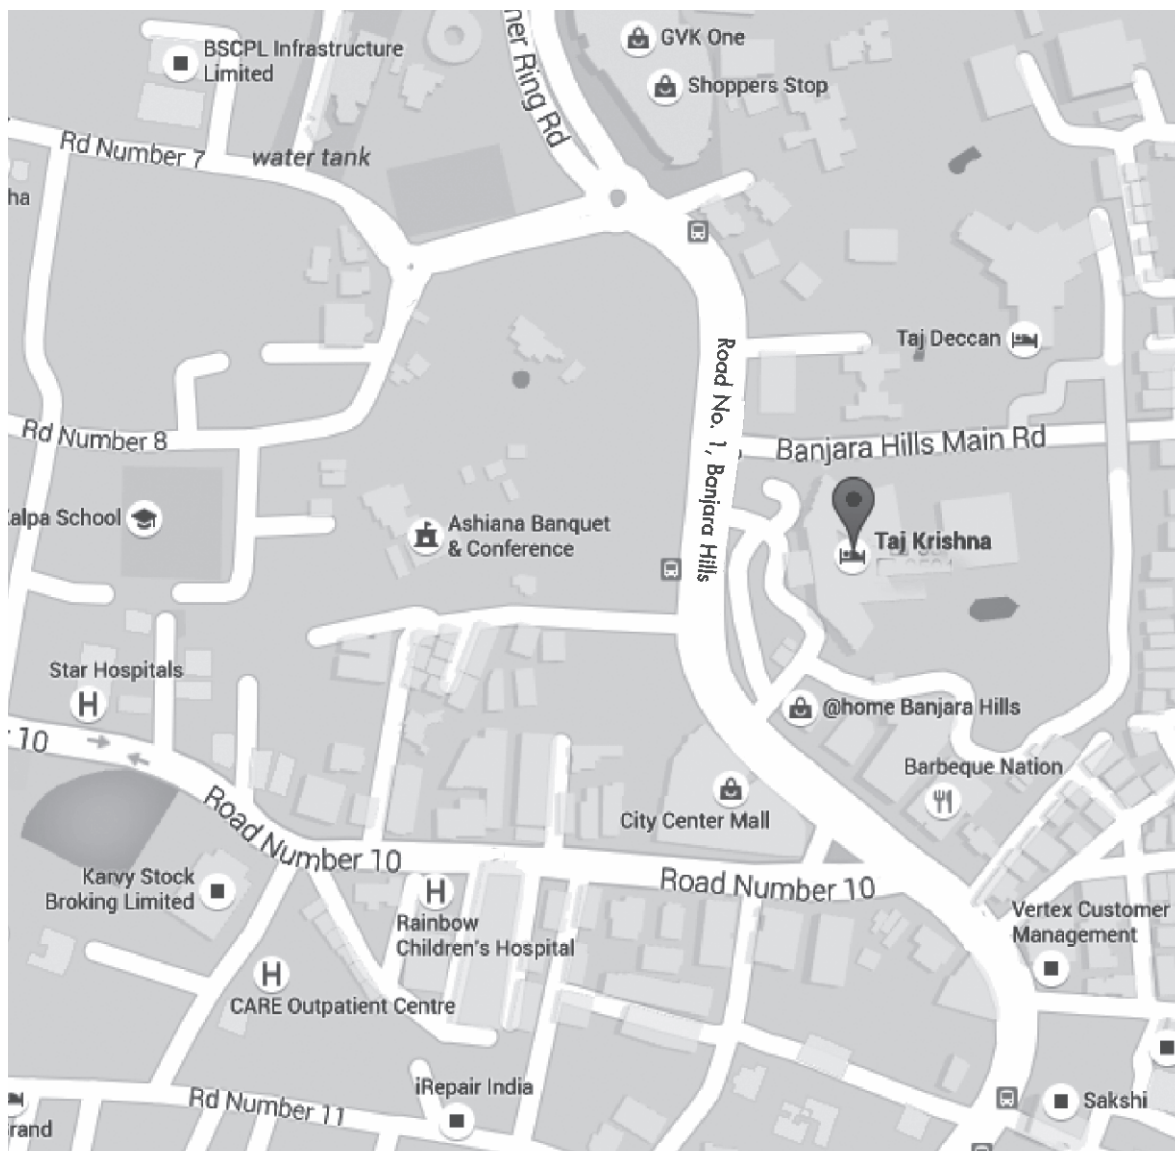 GVK One
Shoppers Stop
BSCPL Infrastructure
Limited
ner Ring Rd
Rd Number 7
water tank
ha
Taj Deccan
Road No. 1, Banjara Hills
Rd Number 8
Banjara Hills Main Rd
alpa School
Ashiana Banquet
& Conference
Taj Krishna
Star Hospitals
H
@home Banjara Hills
10
Barbeque Nation
City Center Mall
Road Number 10
Road Number 10
Karvy Stock
Broking Limited
H
Rainbow
Children's Hospital
Vertex Customer
Management
H
CARE Outpatient Centre
iRepair India
Rd Number 11
Sakshi
rand